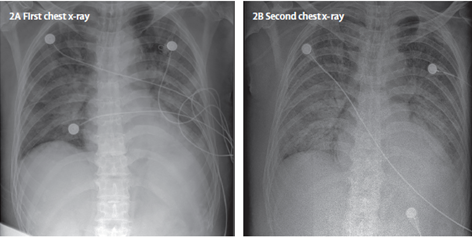 2A First chest x-ray
2B Second chest x-ray